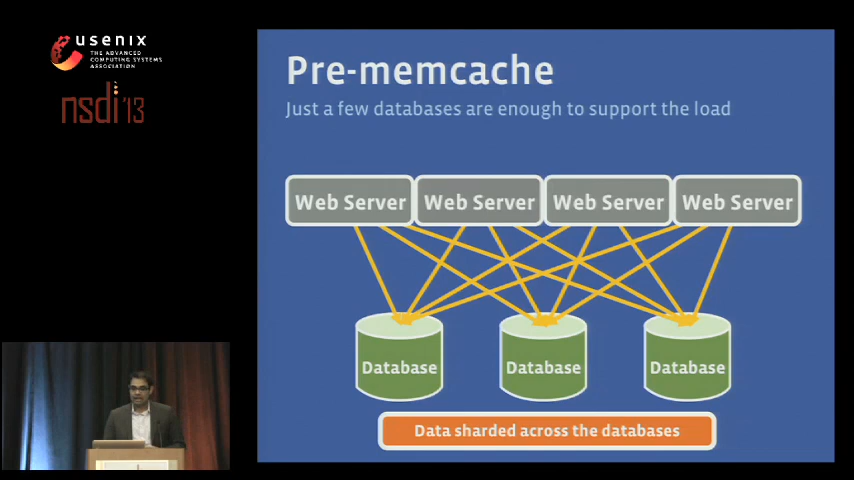 usenix
THE ADVANCED
COMPUTING SYSTEMS
ASSOCIATION
nsdi '13
Pre-memcache
Just a few databases are enough to support the load
Web Server Web Server Web Server Web Server
Database Database Database
Data sharded across the databases